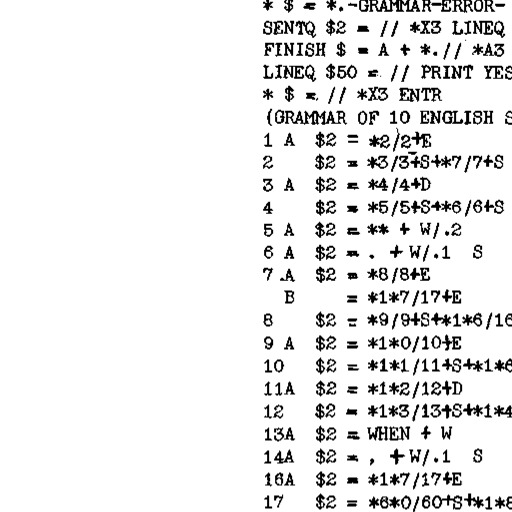 * $ = *.-GRAMMAR-ERROR-
SENTQ $2 = // *X3 LINEQ
FINISH $ = A + *.// *A3
LINEQ $50 = // PRINT YES
* $ = // *X3 ENTR
(GRAMMAR OF 10 ENGLISH S
1 A $2 = *2/2+E
2 $2 = *3/3+S+*7/7+S
3 A $2 = *4/4+D
4 $2 = *5/5+S+*6/6+S
5 A $2 = ** + W/.2
6 A $2 = . + W/.1 S
7 A $2 = *8/8+E
B = *1*7/17+E
8 $2 = *9/9+S+*1*6/16
9 A $2 = *1*0/10+E
10 $2 = *1*1/11+S+*1*6
11A $2 = *1*2/12+D
12 $2 = *1*3/13+S+*1*4
13A $2 = WHEN + W
14A $2 = , + W/.1 S
16A $2 = *1*7/17+E
17 $2 = *6*0/60+S+*1*8